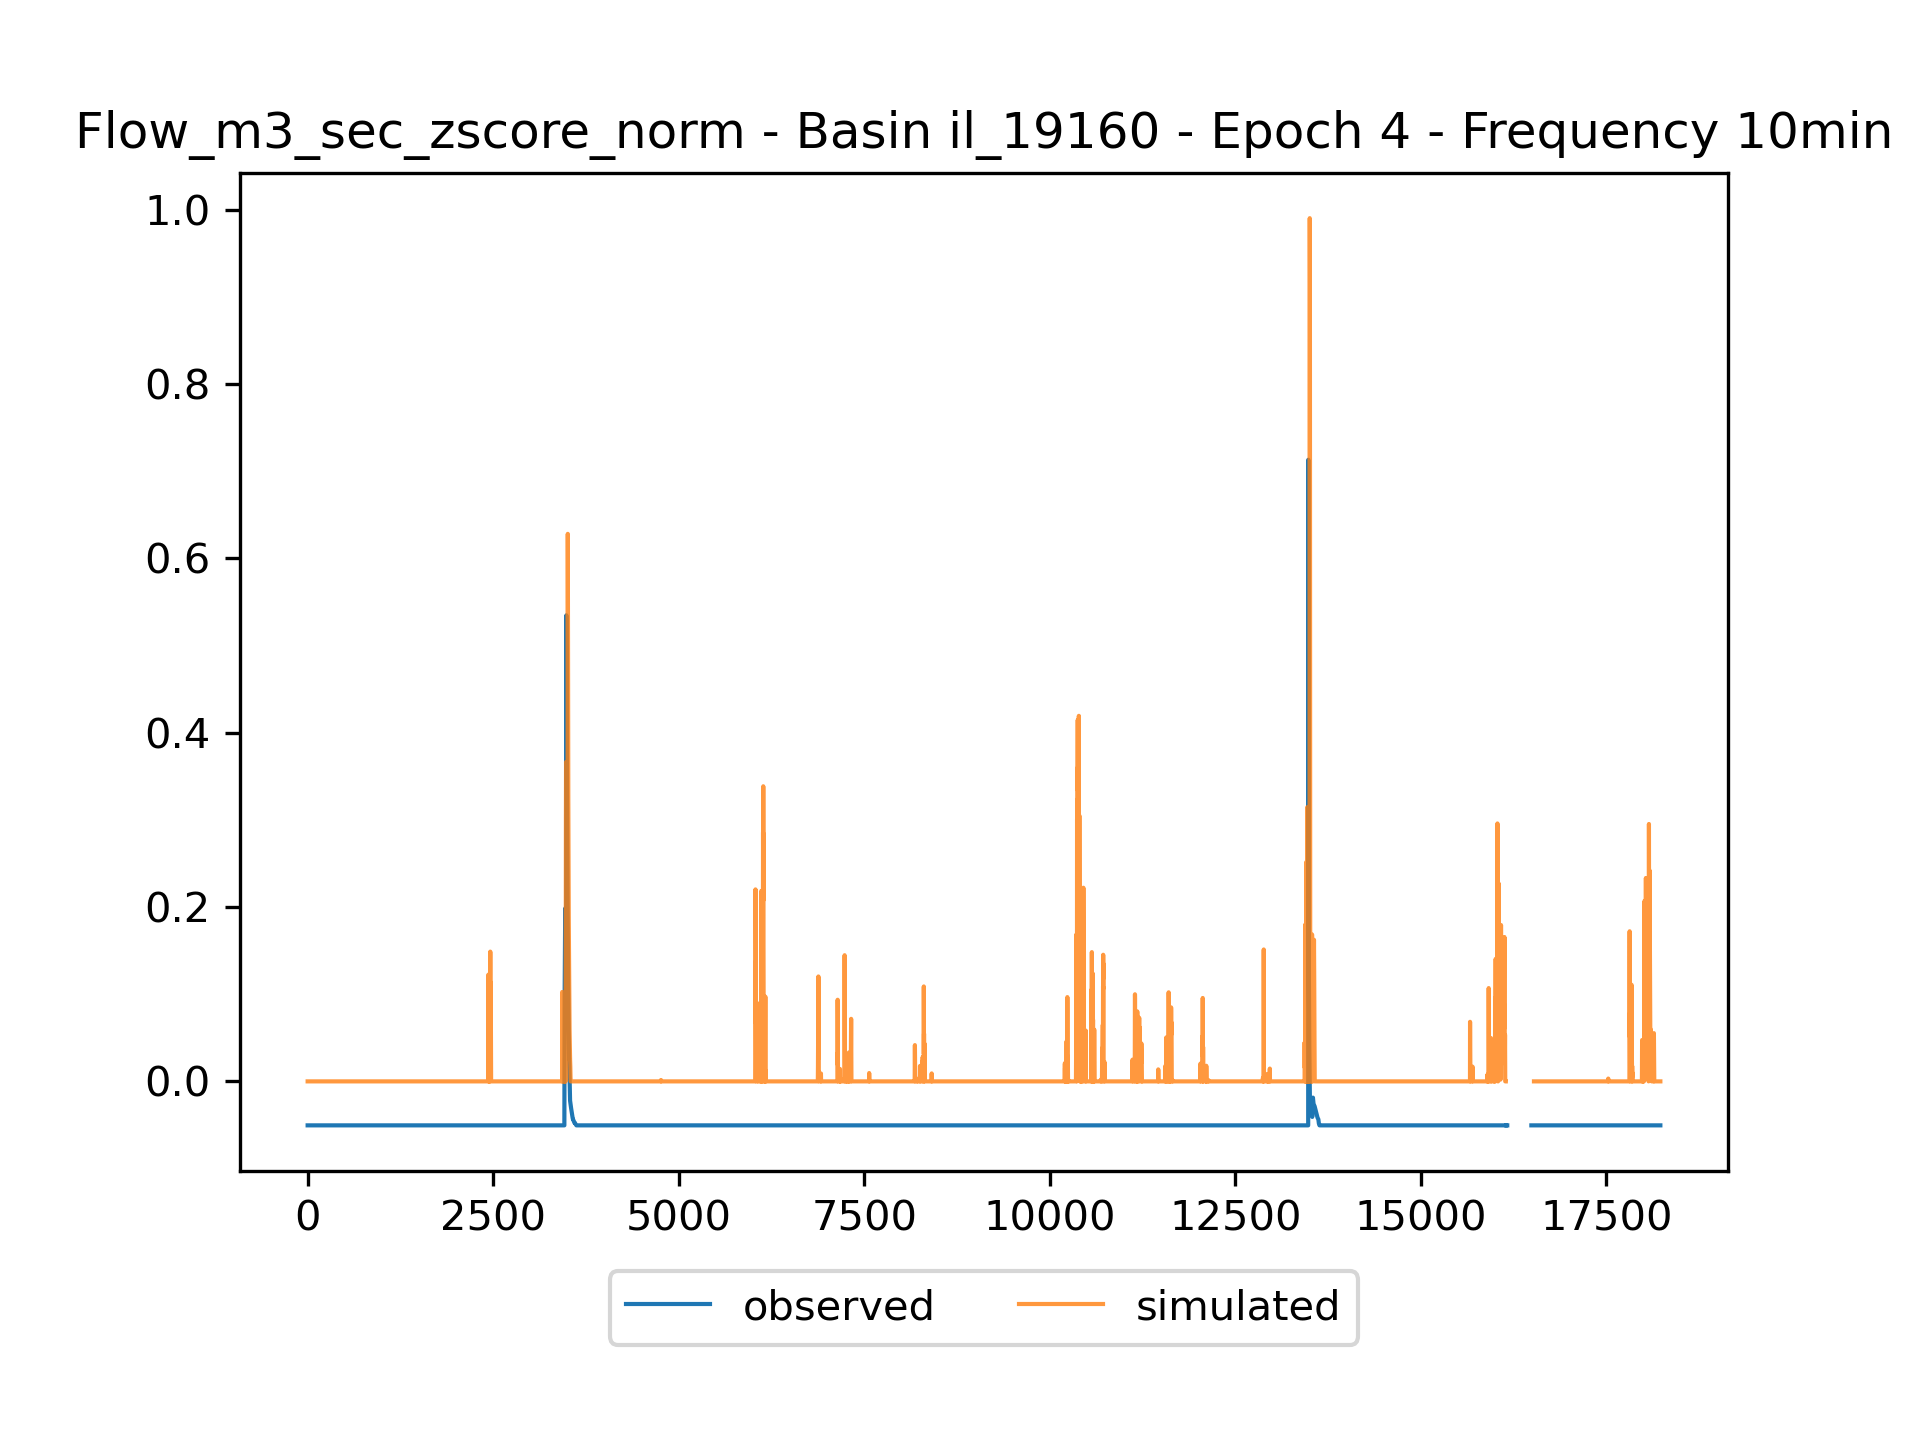 Flow_m3_sec_zscore_norm - Basin il_19160 - Epoch 4 - Frequency 10min
1.0
0.8
0.6
0.4
0.2
0.0
0 2500 5000 7500 10000 12500 15000 17500
observed simulated